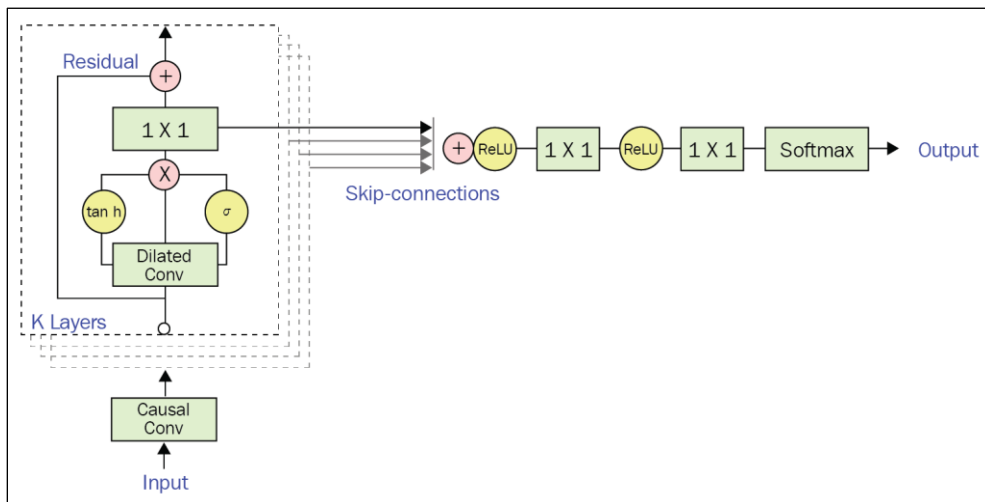 Residual
+
1 X 1
X
tan h
σ
Dilated
Conv
K Layers
Causal
Conv
Input
+
ReLU
1 X 1
ReLU
1 X 1
Softmax
Output
Skip-connections